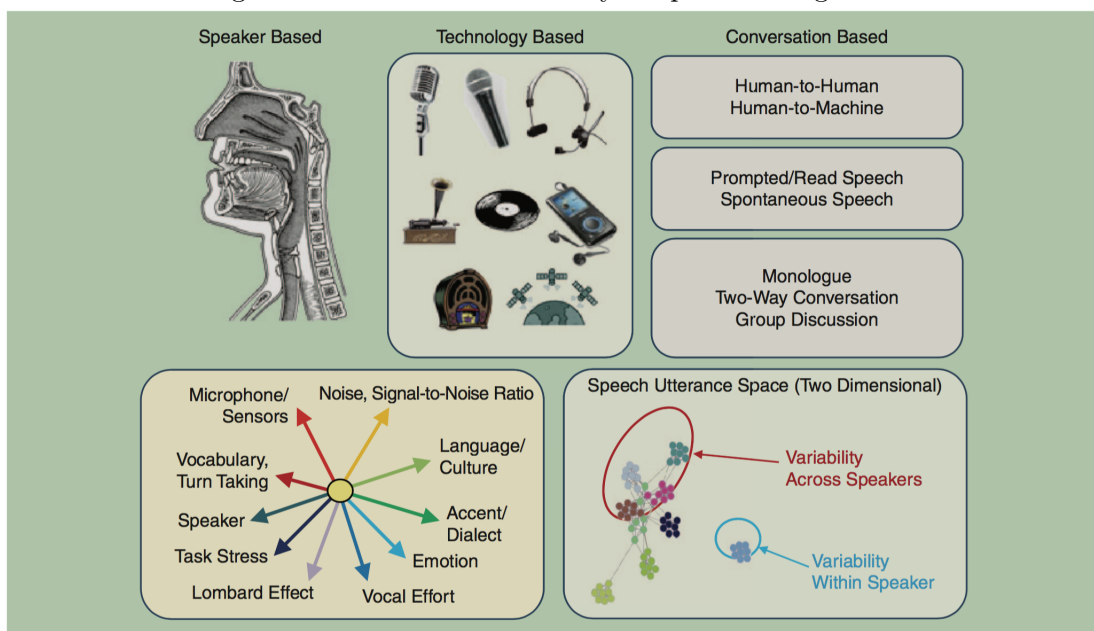 Speaker Based
Technology Based
Conversation Based
Human-to-Human
Human-to-Machine
Prompted/Read Speech
Spontaneous Speech
Monologue
Two-Way Conversation
Group Discussion
Microphone/
Sensors
Noise, Signal-to-Noise Ratio
Vocabulary,
Turn Taking
Language/
Culture
Speaker
Accent/
Dialect
Task Stress
Emotion
Lombard Effect
Vocal Effort
Speech Utterance Space (Two Dimensional)
Variability
Across Speakers
Variability
Within Speaker